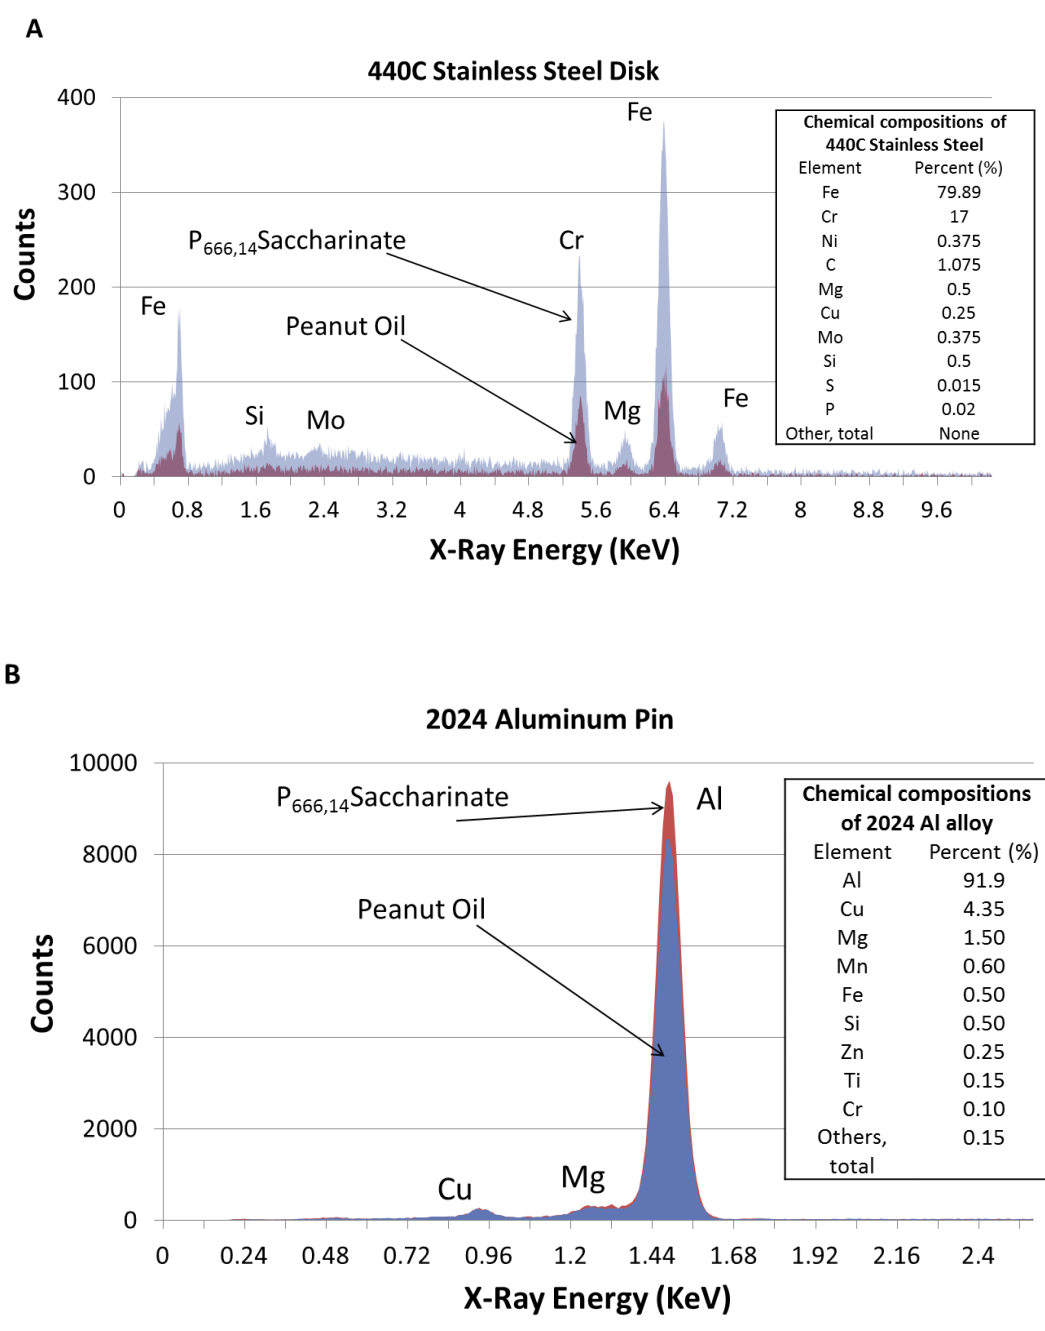 A
440C Stainless Steel Disk
400
300
200
100
0
Counts
Fe
Si
Mo
P666,14Saccharinate
Peanut Oil
Cr
Mg
Fe
Fe
0 0.8 1.6 2.4 3.2 4 4.8 5.6 6.4 7.2 8 8.8 9.6
X-Ray Energy (KeV)
Chemical compositions of
440C Stainless Steel
Element Percent (%)
Fe 79.89
Cr 17
Ni 0.375
C 1.075
Mg 0.5
Cu 0.25
Mo 0.375
Si 0.5
S 0.015
P 0.02
Other, total None
B
2024 Aluminum Pin
10000
8000
6000
4000
2000
0
Counts
P666,14Saccharinate
Peanut Oil
Al
Cu
Mg
0 0.24 0.48 0.72 0.96 1.2 1.44 1.68 1.92 2.16 2.4
X-Ray Energy (KeV)
Chemical compositions
of 2024 Al alloy
Element Percent (%)
Al 91.9
Cu 4.35
Mg 1.50
Mn 0.60
Fe 0.50
Si 0.50
Zn 0.25
Ti 0.15
Cr 0.10
Others, 0.15
total